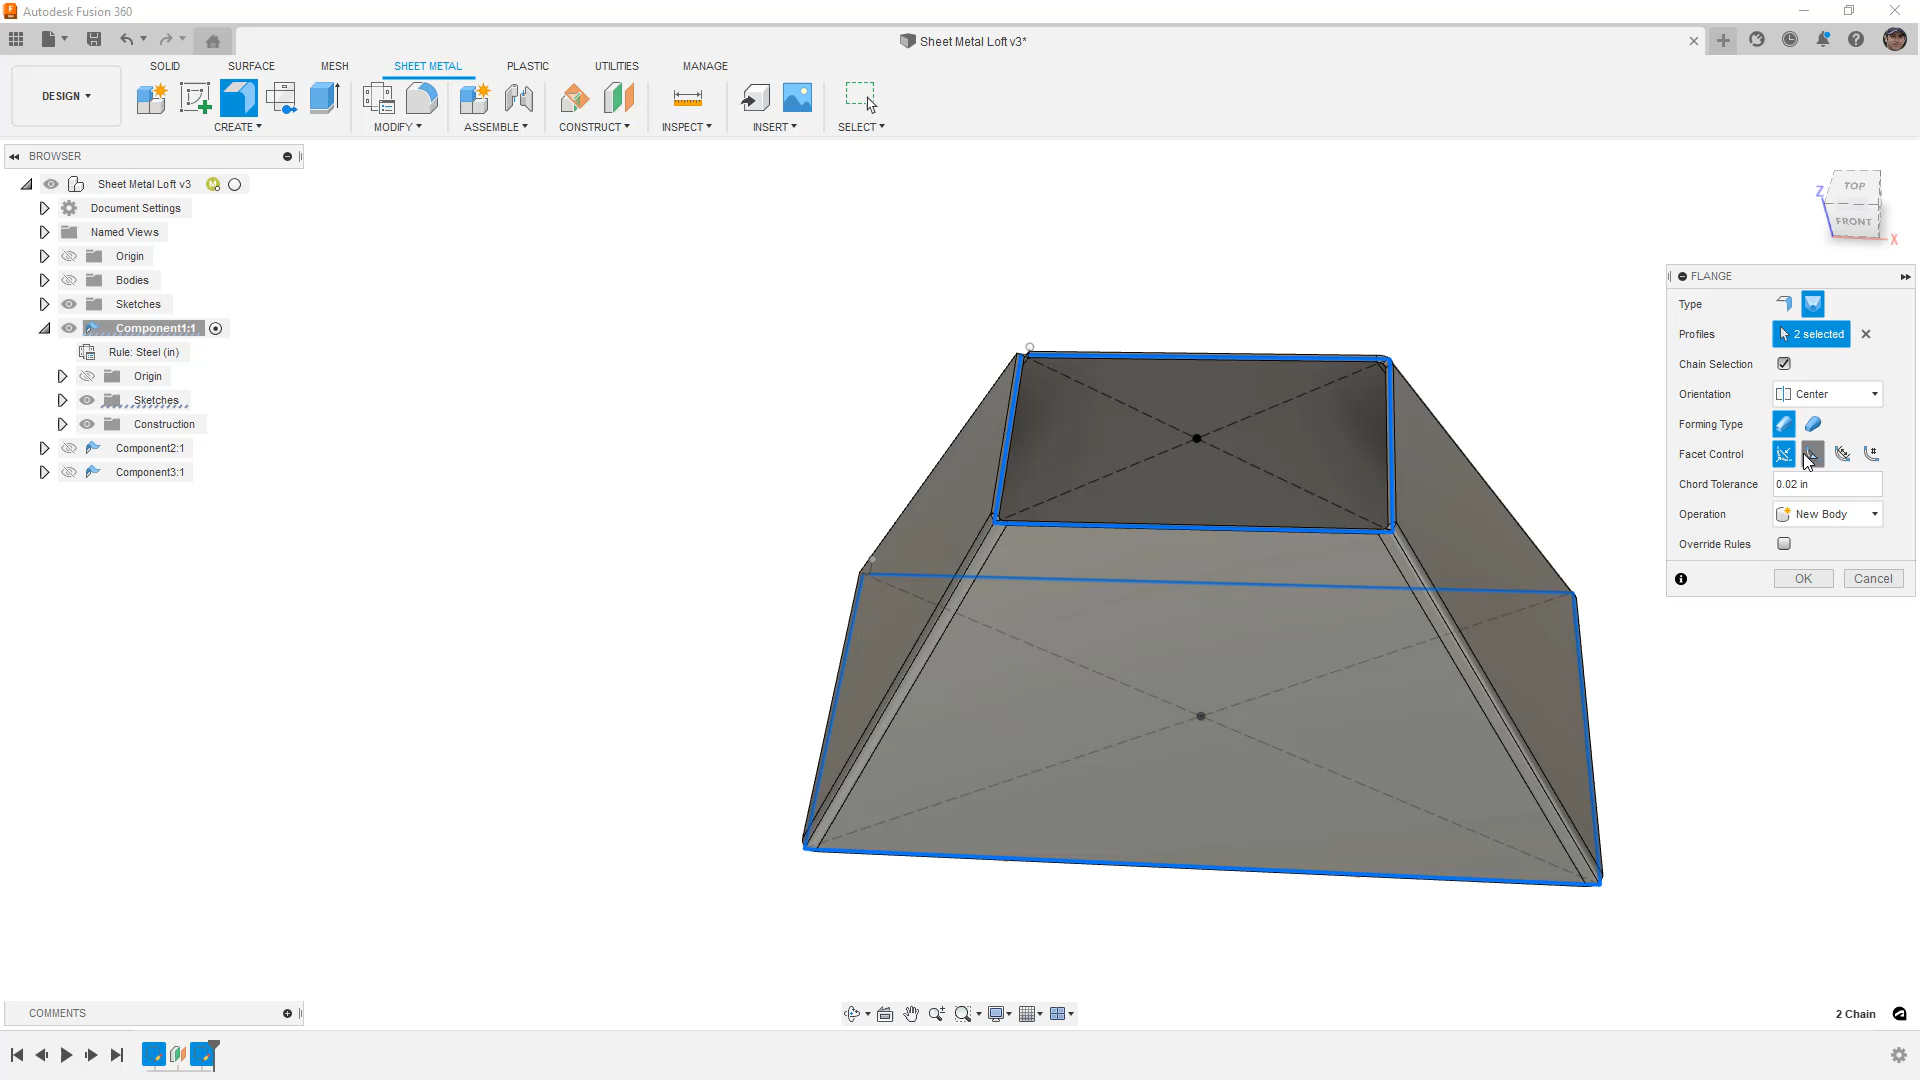 Autodesk Fusion 360
Sheet Metal Loft v3*
DESIGN
SOLID SURFACE MESH SHEET METAL PLASTIC UTILITIES MANAGE
CREATE MODIFY ASSEMBLE CONSTRUCT INSPECT INSERT SELECT
BROWSER
Sheet Metal Loft v3
M
Document Settings
Named Views
Origin
Bodies
Sketches
Component1:1
Rule: Steel (in)
Origin
Sketches
Construction
Component2:1
Component3:1
TOP
FRONT
Z
X
FLANGE
Type
Profiles 2 selected
Chain Selection
Orientation Center
Forming Type
Facet Control
Chord Tolerance 0.02 in
Operation New Body
Override Rules
OK Cancel
COMMENTS
2 Chain